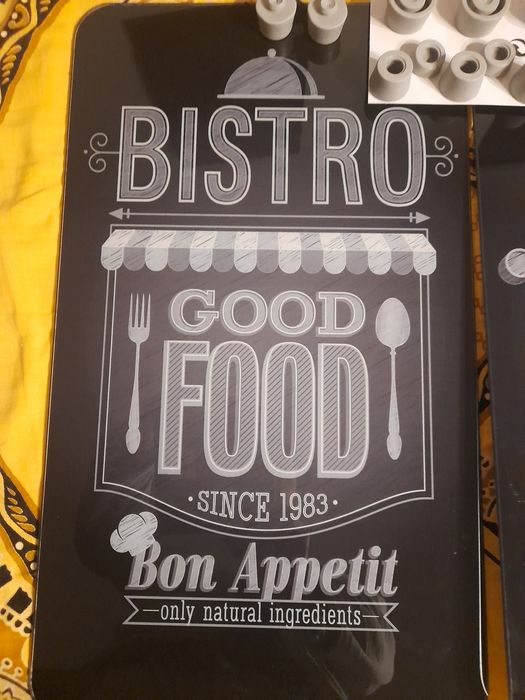 BISTRO
GOOD
FOOD
·SINCE 1983·
Bon Appetit
—only natural ingredients—